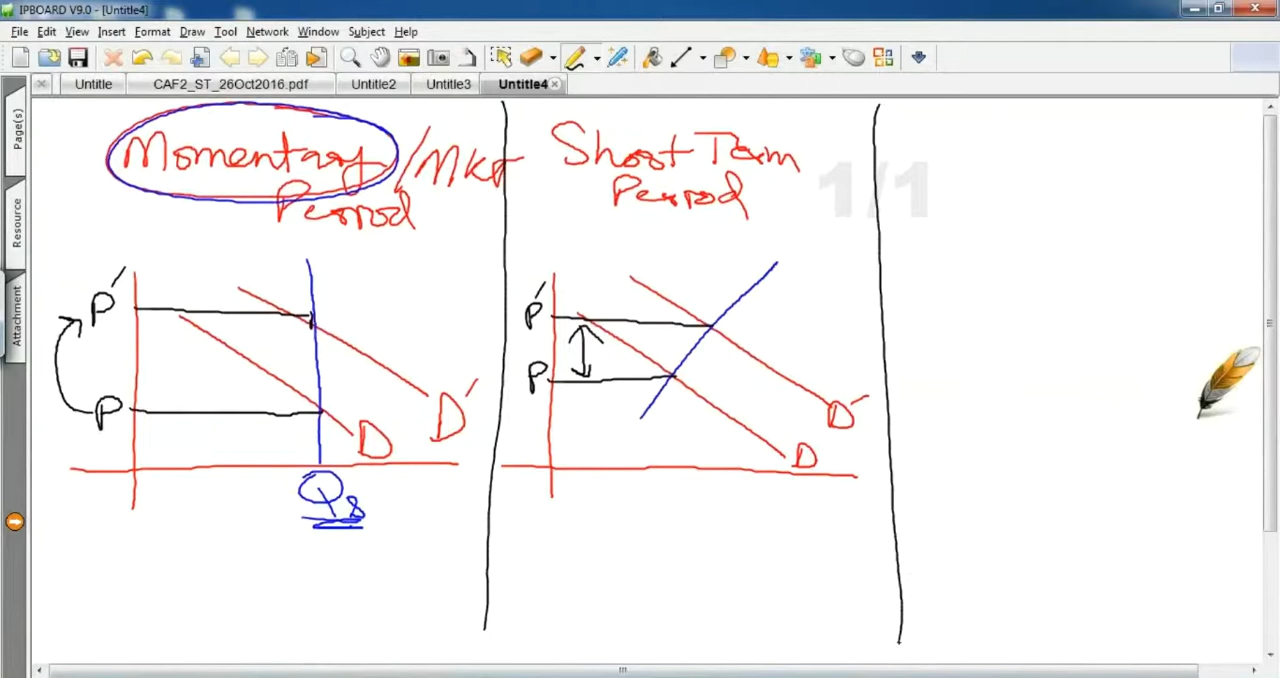 IPBOARD V9.0 - [Untitle4]
File Edit View Insert Format Draw Tool Network Window Subject Help
Untitle CAF2_ST_26Oct2016.pdf Untitle2 Untitle3 Untitle4
Page(s)
Resource
Attachment
Momentary / Mkt
Period
Short Term
Period
1/1
P′
P
D′
D
Qs
P′
P
D′
D